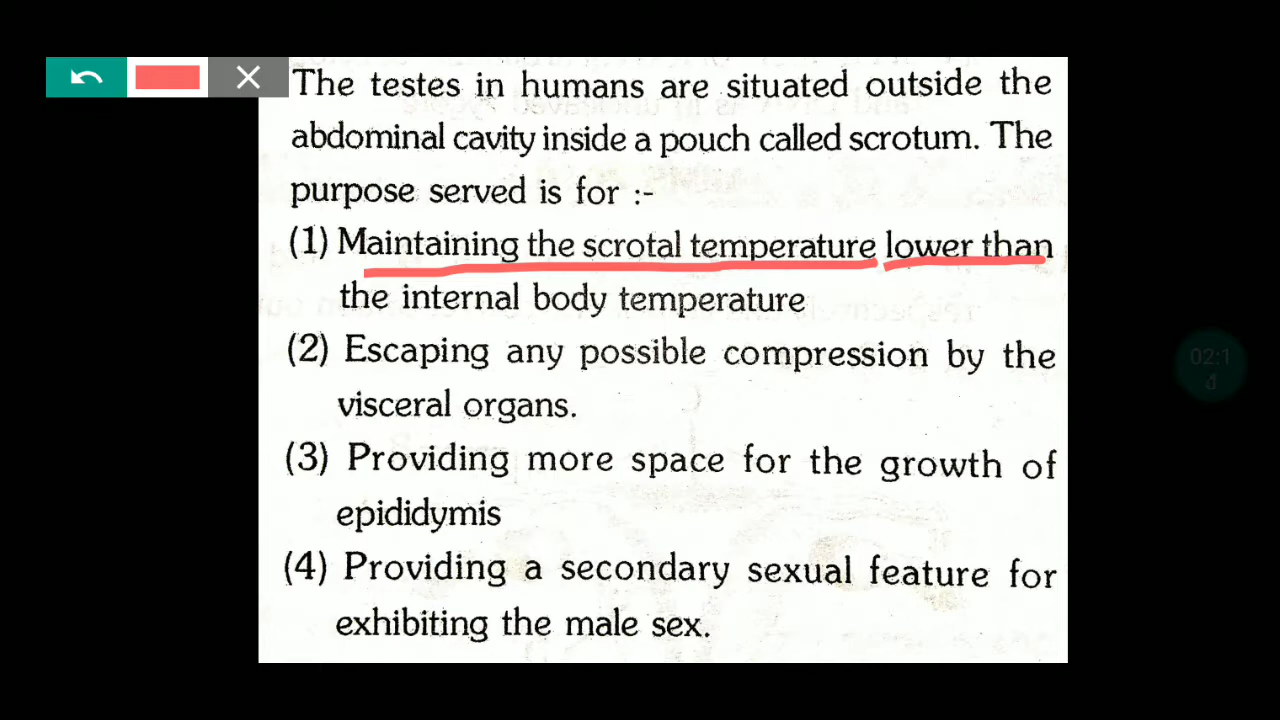 The testes in humans are situated outside the
abdominal cavity inside a pouch called scrotum. The
purpose served is for :-
(1) Maintaining the scrotal temperature lower than
the internal body temperature
(2) Escaping any possible compression by the
visceral organs.
(3) Providing more space for the growth of
epididymis
(4) Providing a secondary sexual feature for
exhibiting the male sex.
02:1